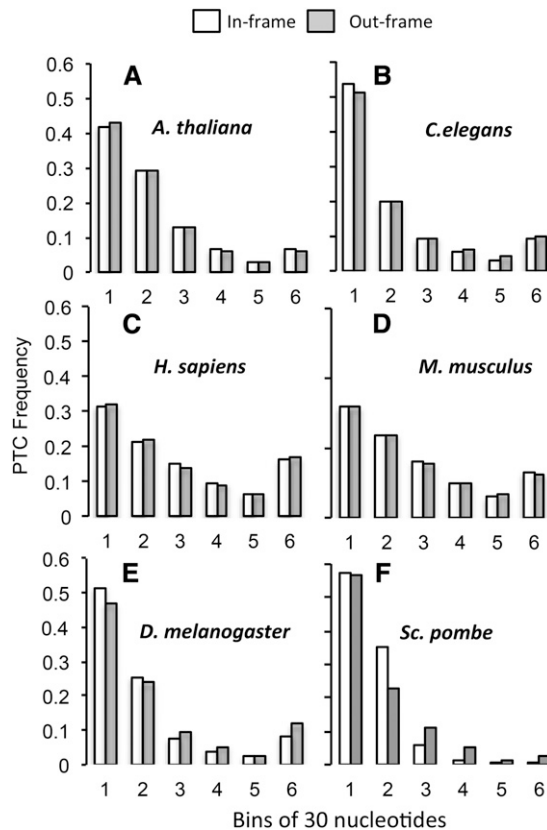 In-frame Out-frame
A B
A. thaliana C.elegans
0.6
0.5
0.4
0.3
0.2
0.1
0
1 2 3 4 5 6 1 2 3 4 5 6
C D
H. sapiens M. musculus
0.6
0.5
0.4
0.3
0.2
0.1
0
1 2 3 4 5 6 1 2 3 4 5 6
PTC Frequency
E F
D. melanogaster Sc. pombe
0.6
0.5
0.4
0.3
0.2
0.1
0
1 2 3 4 5 6 1 2 3 4 5 6
Bins of 30 nucleotides